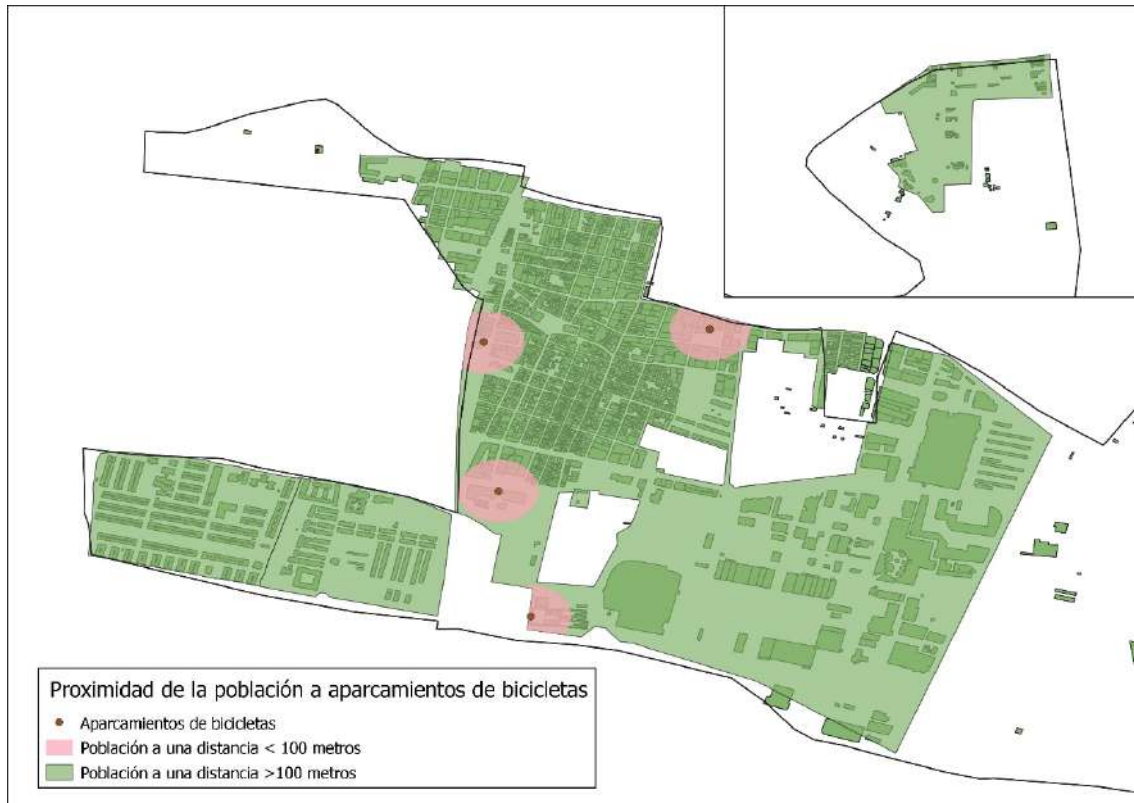 Proximidad de la población a aparcamientos de bicicletas
Aparcamientos de bicicletas
Población a una distancia < 100 metros
Población a una distancia >100 metros